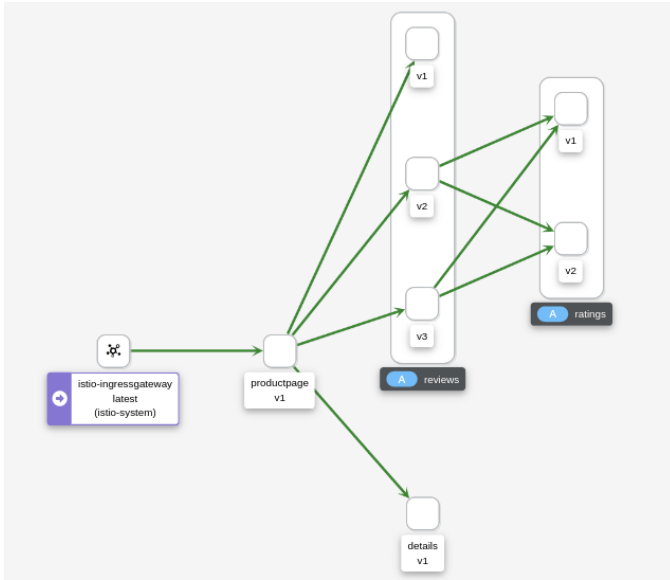 v1
v1
v2
v2
A ratings
v3
istio-ingressgateway
latest
(istio-system)
productpage
v1
A reviews
details
v1